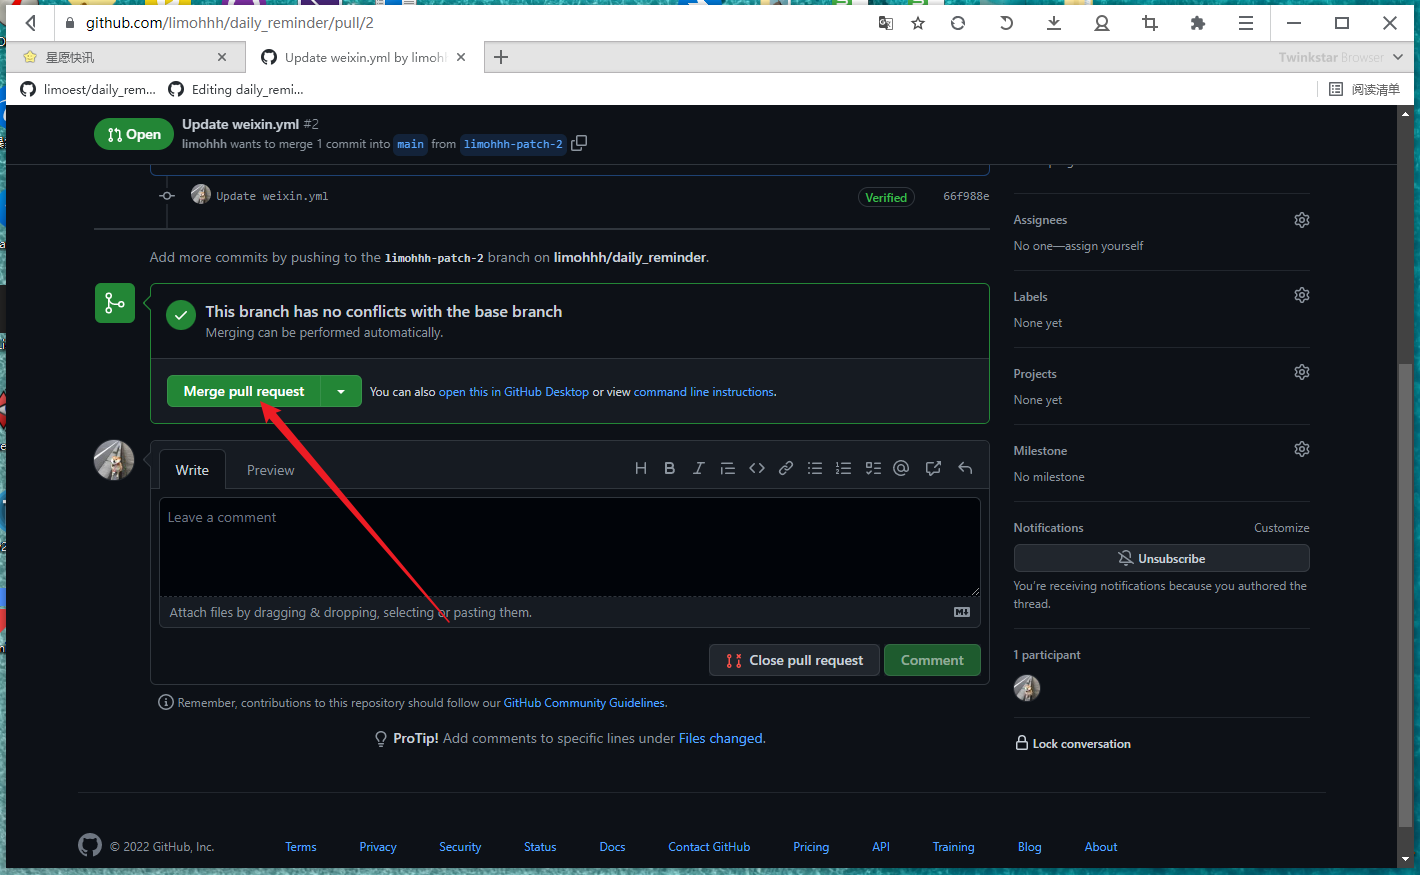 github.com/limohhh/daily_reminder/pull/2
星愿快讯
Update weixin.yml by limohl
Twinkstar Browser
limoest/daily_rem...
Editing daily_remi...
阅读清单
Open
Update weixin.yml #2
limohhh wants to merge 1 commit into main from limohhh-patch-2
Update weixin.yml
Verified
66f988e
Add more commits by pushing to the limohhh-patch-2 branch on limohhh/daily_reminder.
This branch has no conflicts with the base branch
Merging can be performed automatically.
Merge pull request
You can also open this in GitHub Desktop or view command line instructions.
Write
Preview
Leave a comment
Attach files by dragging & dropping, selecting or pasting them.
Close pull request
Comment
Remember, contributions to this repository should follow our GitHub Community Guidelines.
ProTip! Add comments to specific lines under Files changed.
Assignees
No one—assign yourself
Labels
None yet
Projects
None yet
Milestone
No milestone
Notifications
Customize
Unsubscribe
You're receiving notifications because you authored the
thread.
1 participant
Lock conversation
© 2022 GitHub, Inc.
Terms
Privacy
Security
Status
Docs
Contact GitHub
Pricing
API
Training
Blog
About